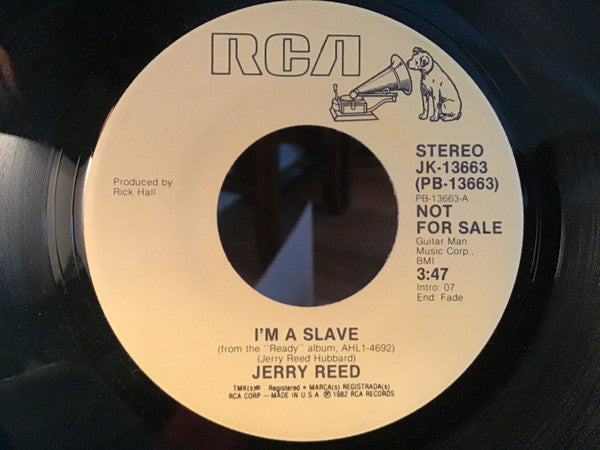 RCA
Produced by
Rick Hall
STEREO
JK-13663
(PB-13663)
PB-13663-A
NOT
FOR SALE
Guitar Man
Music Corp.,
BMI
3:47
Intro: 07
End: Fade
I'M A SLAVE
(from the "Ready" album, AHL1-4692)
(Jerry Reed Hubbard)
JERRY REED
TMK(s)® Registered • MARCA(s) REGISTRADA(s)
RCA CORP — MADE IN U.S.A. ℗ 1982 RCA RECORDS